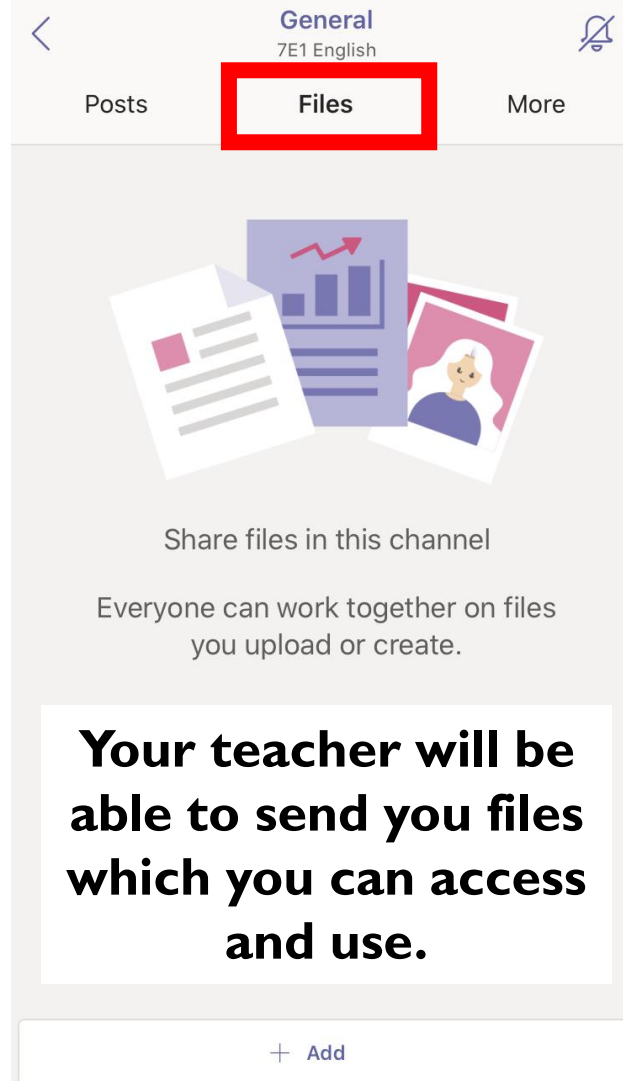 General
7E1 English
Posts Files More
Share files in this channel
Everyone can work together on files
you upload or create.
Your teacher will be
able to send you files
which you can access
and use.
+ Add